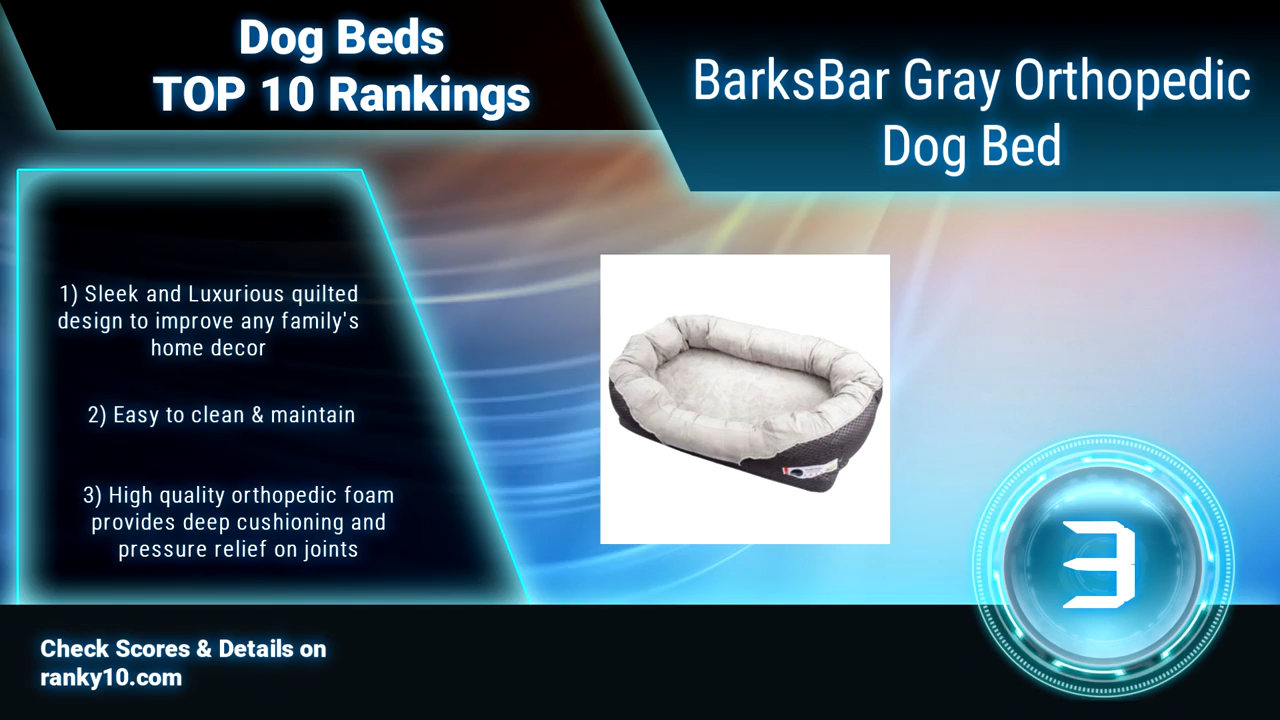 Dog Beds
TOP 10 Rankings
BarksBar Gray Orthopedic
Dog Bed
1) Sleek and Luxurious quilted
design to improve any family's
home decor
2) Easy to clean & maintain
3) High quality orthopedic foam
provides deep cushioning and
pressure relief on joints
3
Check Scores & Details on
ranky10.com